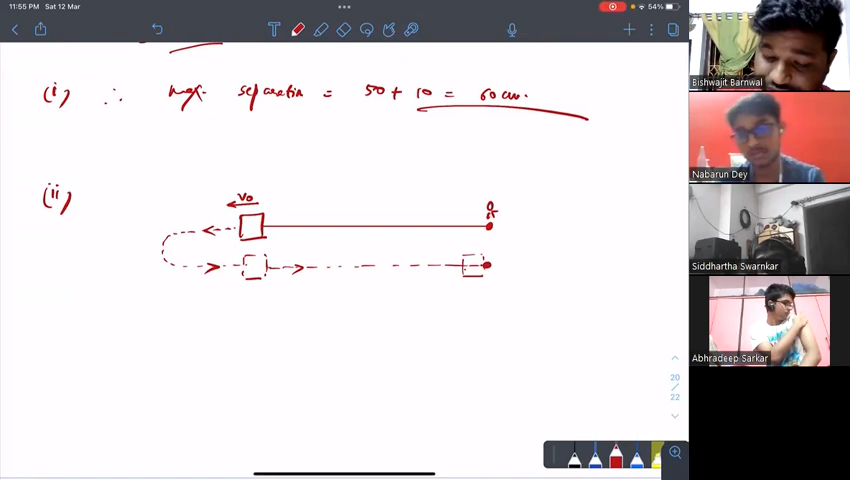 11:55 PM Sat 12 Mar
54%
(i) ∴ max. separation = 50 + 10 = 60 cm.
(ii)
v₀
20
/
22
Bishwajit Barnwal
Nabarun Dey
Siddhartha Swarnkar
Abhradeep Sarkar